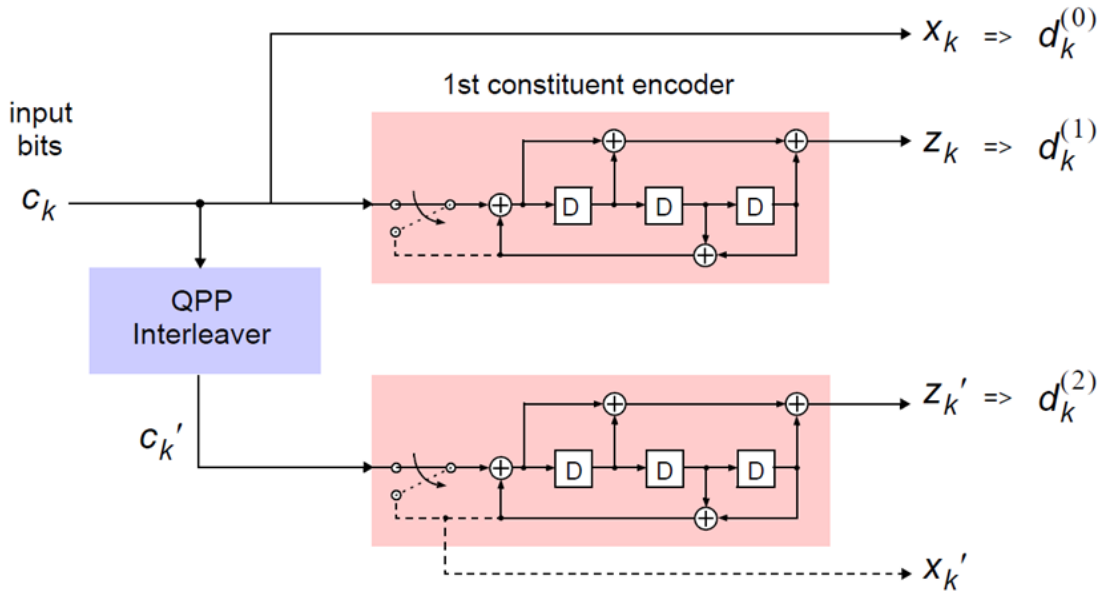 x_k => d_k^(0)
1st constituent encoder
input
bits
z_k => d_k^(1)
c_k
D D D
QPP
Interleaver
z_k' => d_k^(2)
c_k'
D D D
x_k'